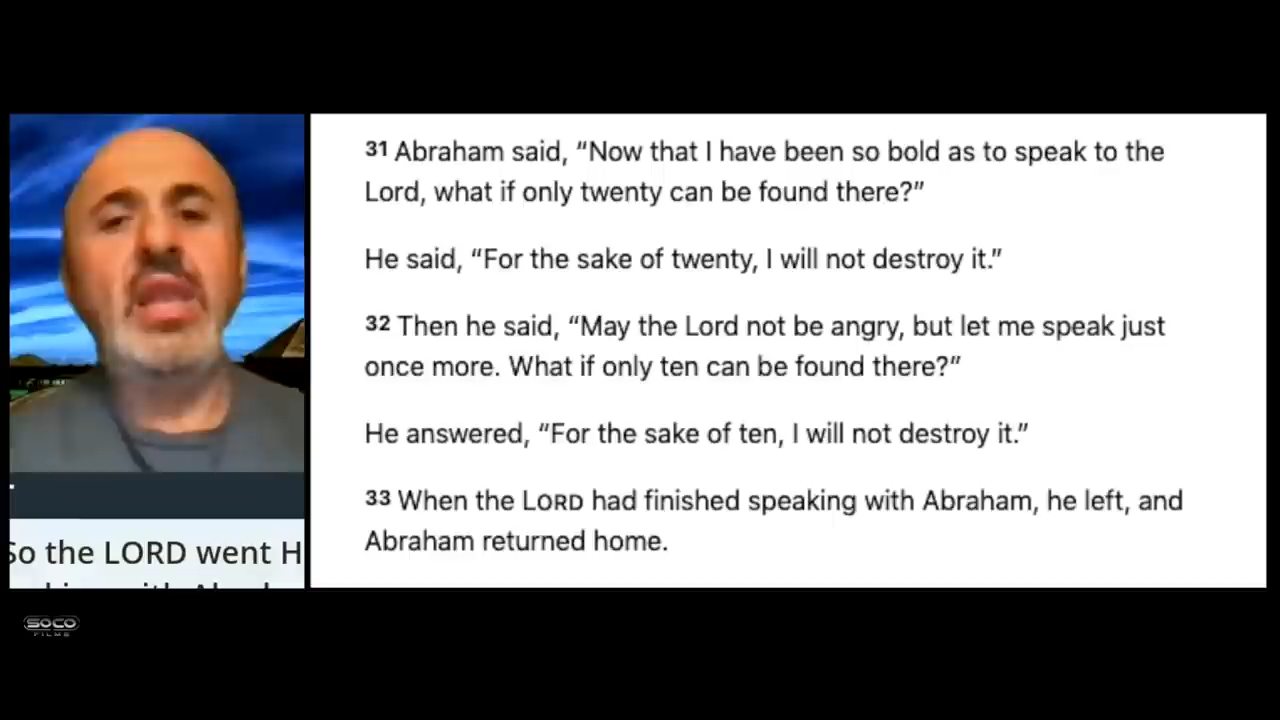 31 Abraham said, “Now that I have been so bold as to speak to the
Lord, what if only twenty can be found there?”
He said, “For the sake of twenty, I will not destroy it.”
32 Then he said, “May the Lord not be angry, but let me speak just
once more. What if only ten can be found there?”
He answered, “For the sake of ten, I will not destroy it.”
33 When the LORD had finished speaking with Abraham, he left, and
Abraham returned home.
So the LORD went H
SOCO
FILMS